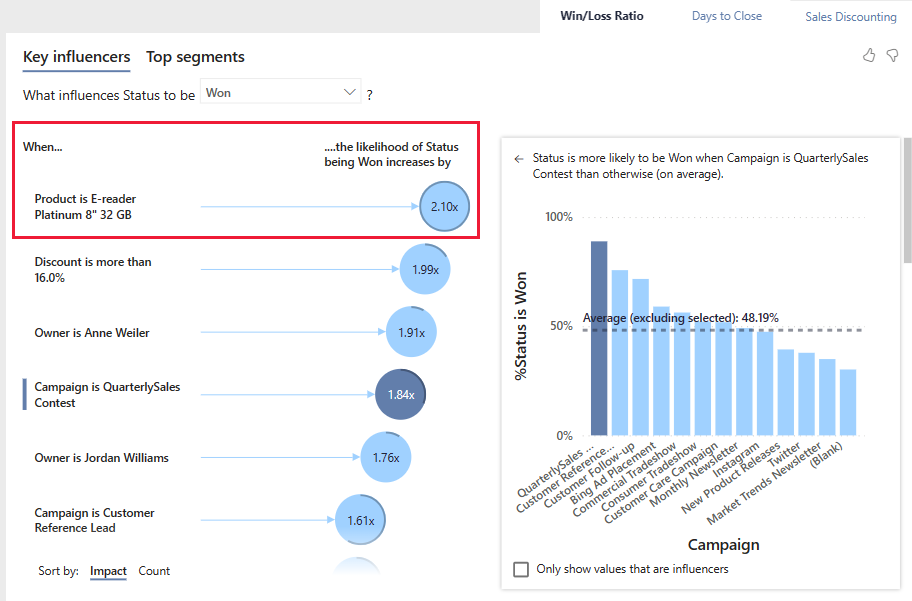 Win/Loss Ratio
Days to Close
Sales Discounting
Key influencers
Top segments
What influences Status to be
Won
?
When...
....the likelihood of Status
being Won increases by
Product is E-reader
Platinum 8" 32 GB
2.10x
Discount is more than
16.0%
1.99x
Owner is Anne Weiler
1.91x
Campaign is QuarterlySales
Contest
1.84x
Owner is Jordan Williams
1.76x
Campaign is Customer
Reference Lead
1.61x
Sort by:
Impact
Count
← Status is more likely to be Won when Campaign is QuarterlySales
Contest than otherwise (on average).
100%
50%
0%
%Status is Won
Average (excluding selected): 48.19%
QuarterlySales ...
Customer Reference...
Customer Follow-up
Bing Ad Placement
Commercial Tradeshow
Consumer Tradeshow
Customer Care Campaign
Monthly Newsletter
Instagram
New Product Releases
Twitter
Market Trends Newsletter
(Blank)
Campaign
Only show values that are influencers